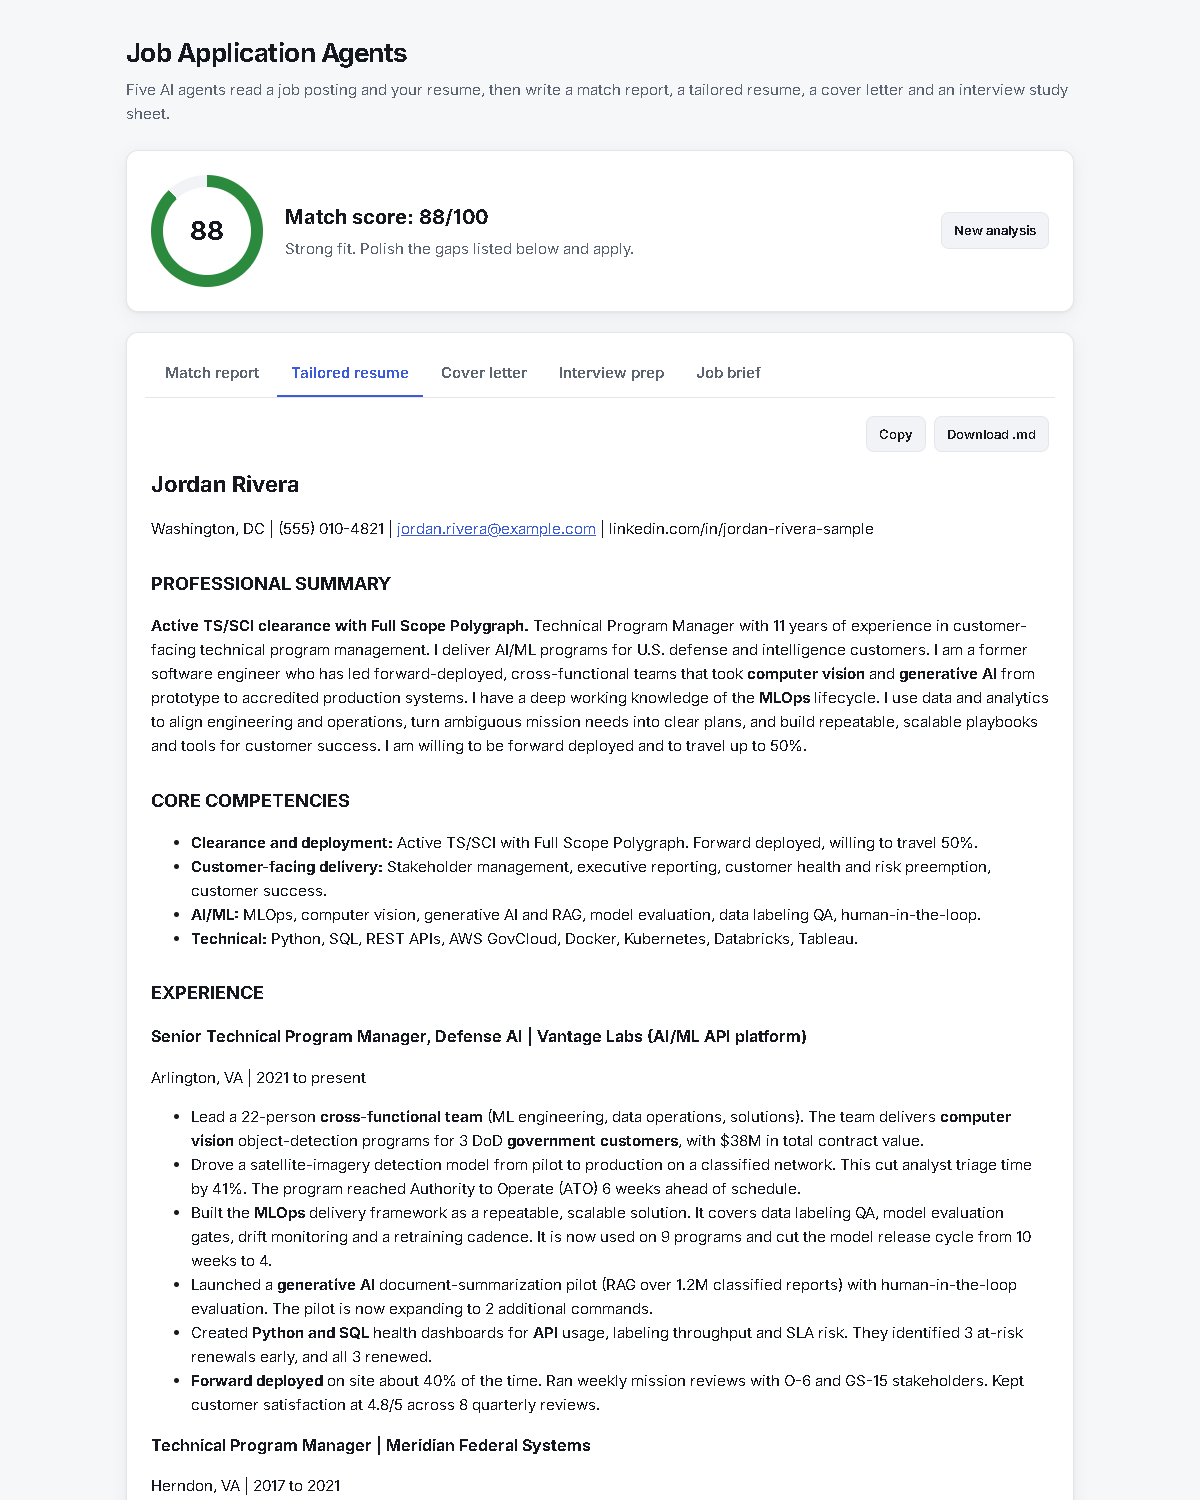 Job Application Agents
Five AI agents read a job posting and your resume, then write a match report, a tailored resume, a cover letter and an interview study
sheet.
88
Match score: 88/100
Strong fit. Polish the gaps listed below and apply.
New analysis
Match report
Tailored resume
Cover letter
Interview prep
Job brief
Copy
Download .md
Jordan Rivera
Washington, DC | (555) 010-4821 | jordan.rivera@example.com | linkedin.com/in/jordan-rivera-sample
PROFESSIONAL SUMMARY
Active TS/SCI clearance with Full Scope Polygraph. Technical Program Manager with 11 years of experience in customer-
facing technical program management. I deliver AI/ML programs for U.S. defense and intelligence customers. I am a former
software engineer who has led forward-deployed, cross-functional teams that took computer vision and generative AI from
prototype to accredited production systems. I have a deep working knowledge of the MLOps lifecycle. I use data and analytics
to align engineering and operations, turn ambiguous mission needs into clear plans, and build repeatable, scalable playbooks
and tools for customer success. I am willing to be forward deployed and to travel up to 50%.
CORE COMPETENCIES
• Clearance and deployment: Active TS/SCI with Full Scope Polygraph. Forward deployed, willing to travel 50%.
• Customer-facing delivery: Stakeholder management, executive reporting, customer health and risk preemption,
customer success.
• AI/ML: MLOps, computer vision, generative AI and RAG, model evaluation, data labeling QA, human-in-the-loop.
• Technical: Python, SQL, REST APIs, AWS GovCloud, Docker, Kubernetes, Databricks, Tableau.
EXPERIENCE
Senior Technical Program Manager, Defense AI | Vantage Labs (AI/ML API platform)
Arlington, VA | 2021 to present
• Lead a 22-person cross-functional team (ML engineering, data operations, solutions). The team delivers computer
vision object-detection programs for 3 DoD government customers, with $38M in total contract value.
• Drove a satellite-imagery detection model from pilot to production on a classified network. This cut analyst triage time
by 41%. The program reached Authority to Operate (ATO) 6 weeks ahead of schedule.
• Built the MLOps delivery framework as a repeatable, scalable solution. It covers data labeling QA, model evaluation
gates, drift monitoring and a retraining cadence. It is now used on 9 programs and cut the model release cycle from 10
weeks to 4.
• Launched a generative AI document-summarization pilot (RAG over 1.2M classified reports) with human-in-the-loop
evaluation. The pilot is now expanding to 2 additional commands.
• Created Python and SQL health dashboards for API usage, labeling throughput and SLA risk. They identified 3 at-risk
renewals early, and all 3 renewed.
• Forward deployed on site about 40% of the time. Ran weekly mission reviews with O-6 and GS-15 stakeholders. Kept
customer satisfaction at 4.8/5 across 8 quarterly reviews.
Technical Program Manager | Meridian Federal Systems
Herndon, VA | 2017 to 2021